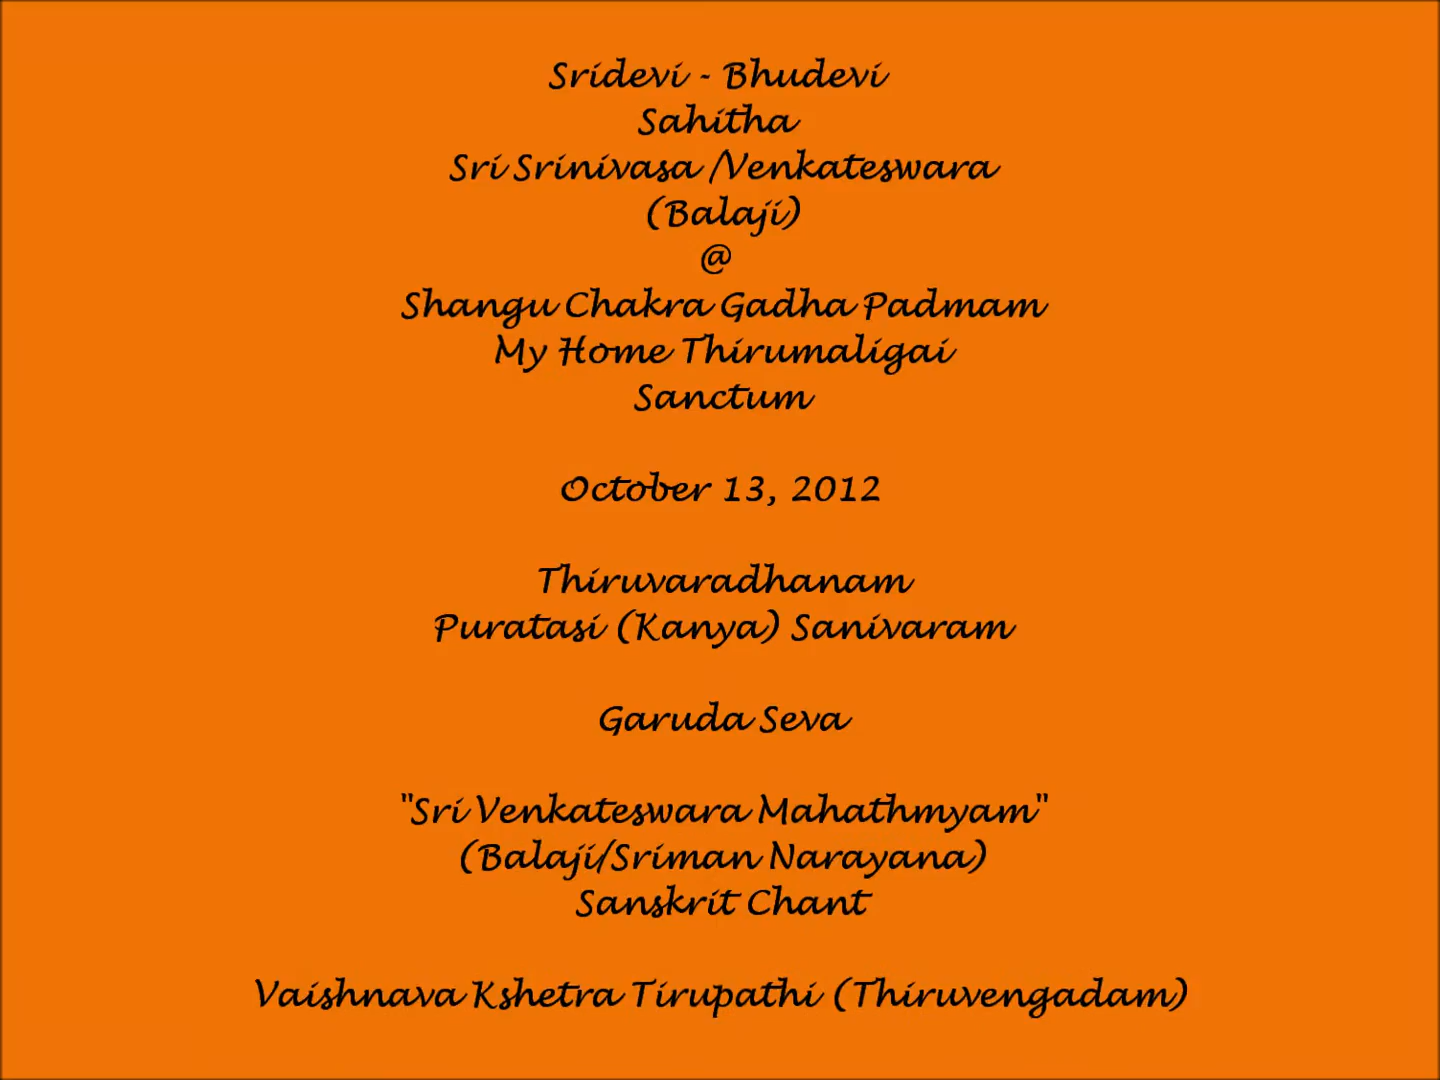 Sridevi - Bhudevi
Sahitha
Sri Srinivasa /Venkateswara
(Balaji)
@
Shangu Chakra Gadha Padmam
My Home Thirumaligai
Sanctum
October 13, 2012
Thiruvaradhanam
Puratasi (Kanya) Sanivaram
Garuda Seva
"Sri Venkateswara Mahathmyam"
(Balaji/Sriman Narayana)
Sanskrit Chant
Vaishnava Kshetra Tirupathi (Thiruvengadam)